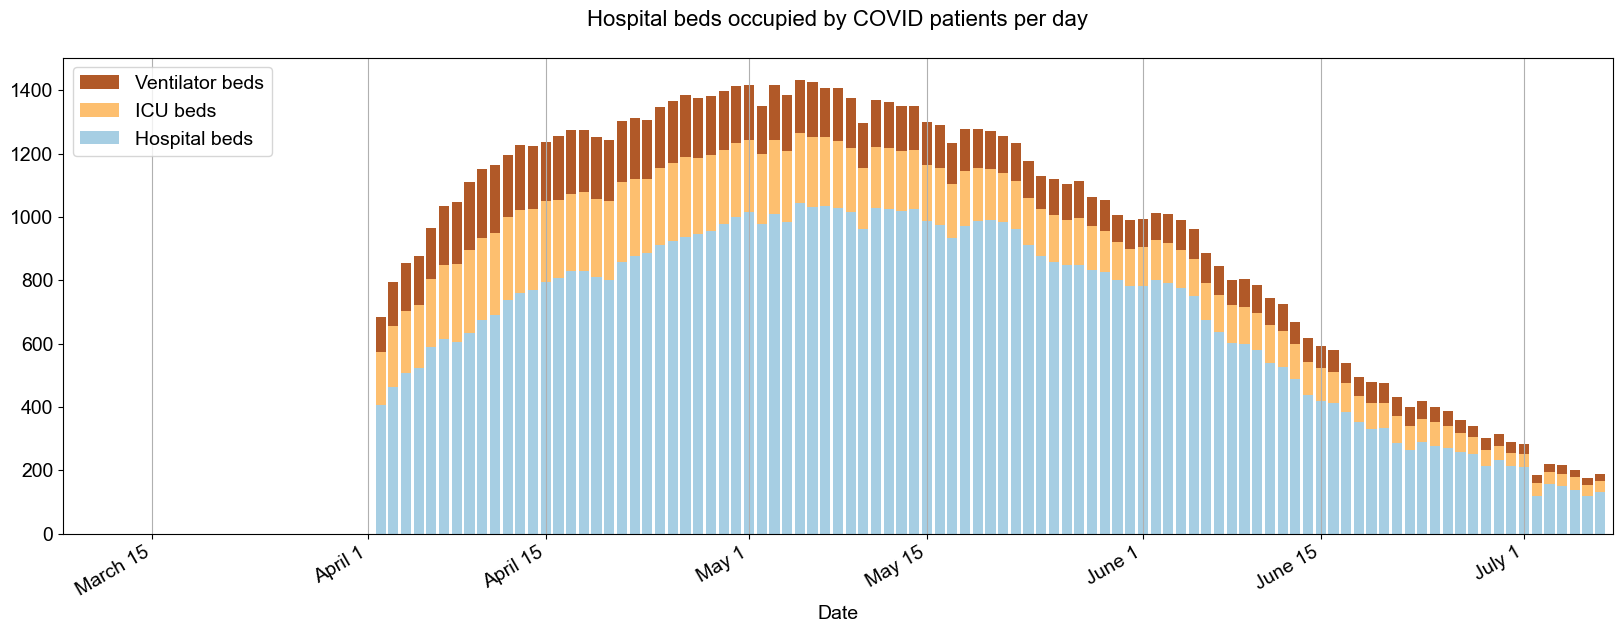 Hospital beds occupied by COVID patients per day
Ventilator beds
ICU beds
Hospital beds
1400
1200
1000
800
600
400
200
0
March 15
April 1
April 15
May 1
May 15
June 1
June 15
July 1
Date